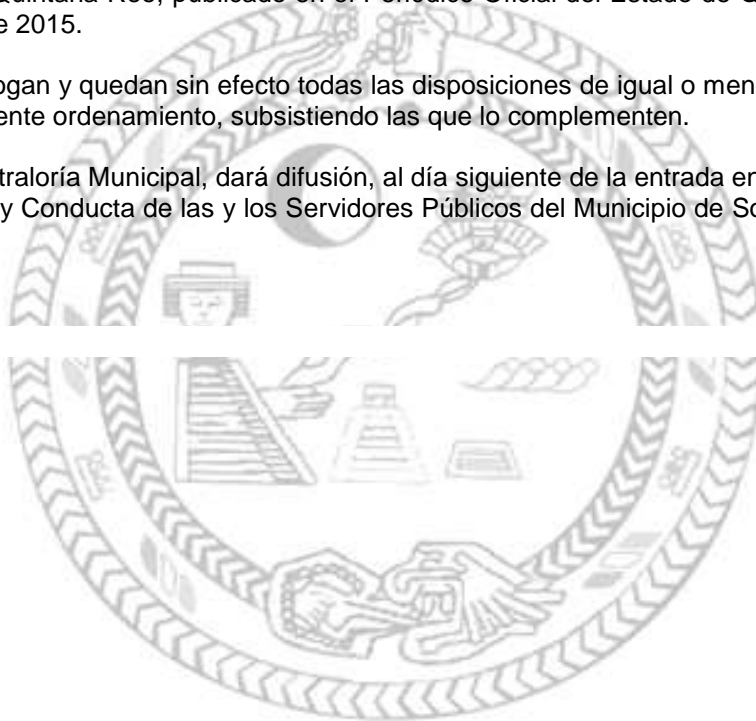 Quintana Roo, publicado en el Periódico Oficial del Estado de
e 2015.
ogan y quedan sin efecto todas las disposiciones de igual o men
ente ordenamiento, subsistiendo las que lo complementen.
traloría Municipal, dará difusión, al día siguiente de la entrada en
y Conducta de las y los Servidores Públicos del Municipio de So